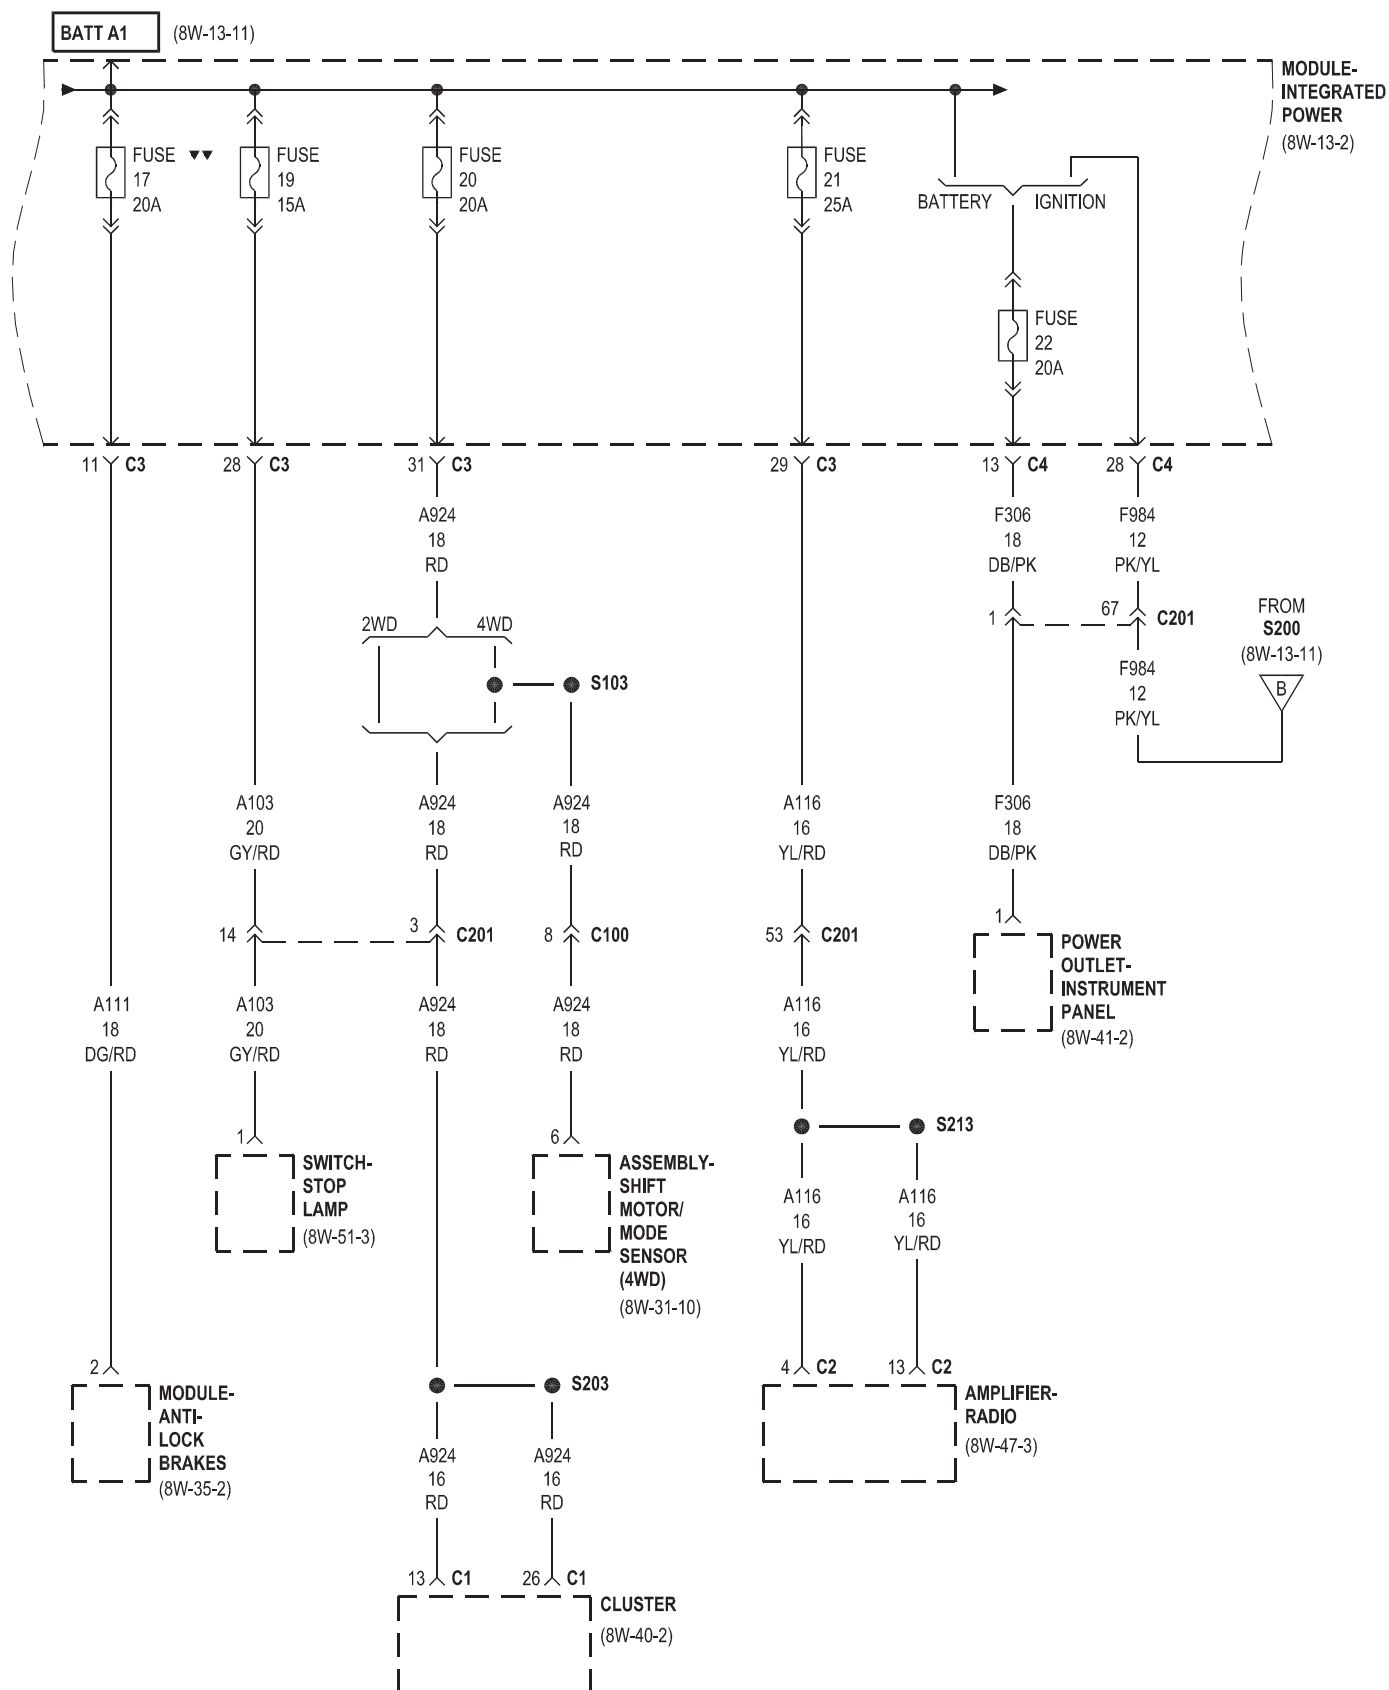 BATT A1 (8W-13-11)
MODULE-
INTEGRATED
POWER
(8W-13-2)
FUSE ▼▼
17
20A
FUSE
19
15A
FUSE
20
20A
FUSE
21
25A
BATTERY IGNITION
FUSE
22
20A
11 C3
28 C3
31 C3
29 C3
13 C4
28 C4
A924
18
RD
F306
18
DB/PK
F984
12
PK/YL
1
67 C201
FROM
S200
(8W-13-11)
B
F984
12
PK/YL
2WD 4WD
S103
A103
20
GY/RD
A924
18
RD
A924
18
RD
A116
16
YL/RD
F306
18
DB/PK
14
3 C201
8 C100
53 C201
1
POWER
OUTLET-
INSTRUMENT
PANEL
(8W-41-2)
A111
18
DG/RD
A103
20
GY/RD
A924
18
RD
A924
18
RD
A116
16
YL/RD
S213
1
SWITCH-
STOP
LAMP
(8W-51-3)
6
ASSEMBLY-
SHIFT
MOTOR/
MODE
SENSOR
(4WD)
(8W-31-10)
A116
16
YL/RD
A116
16
YL/RD
2
MODULE-
ANTI-
LOCK
BRAKES
(8W-35-2)
S203
4 C2
13 C2
AMPLIFIER-
RADIO
(8W-47-3)
A924
16
RD
A924
16
RD
13 C1
26 C1
CLUSTER
(8W-40-2)